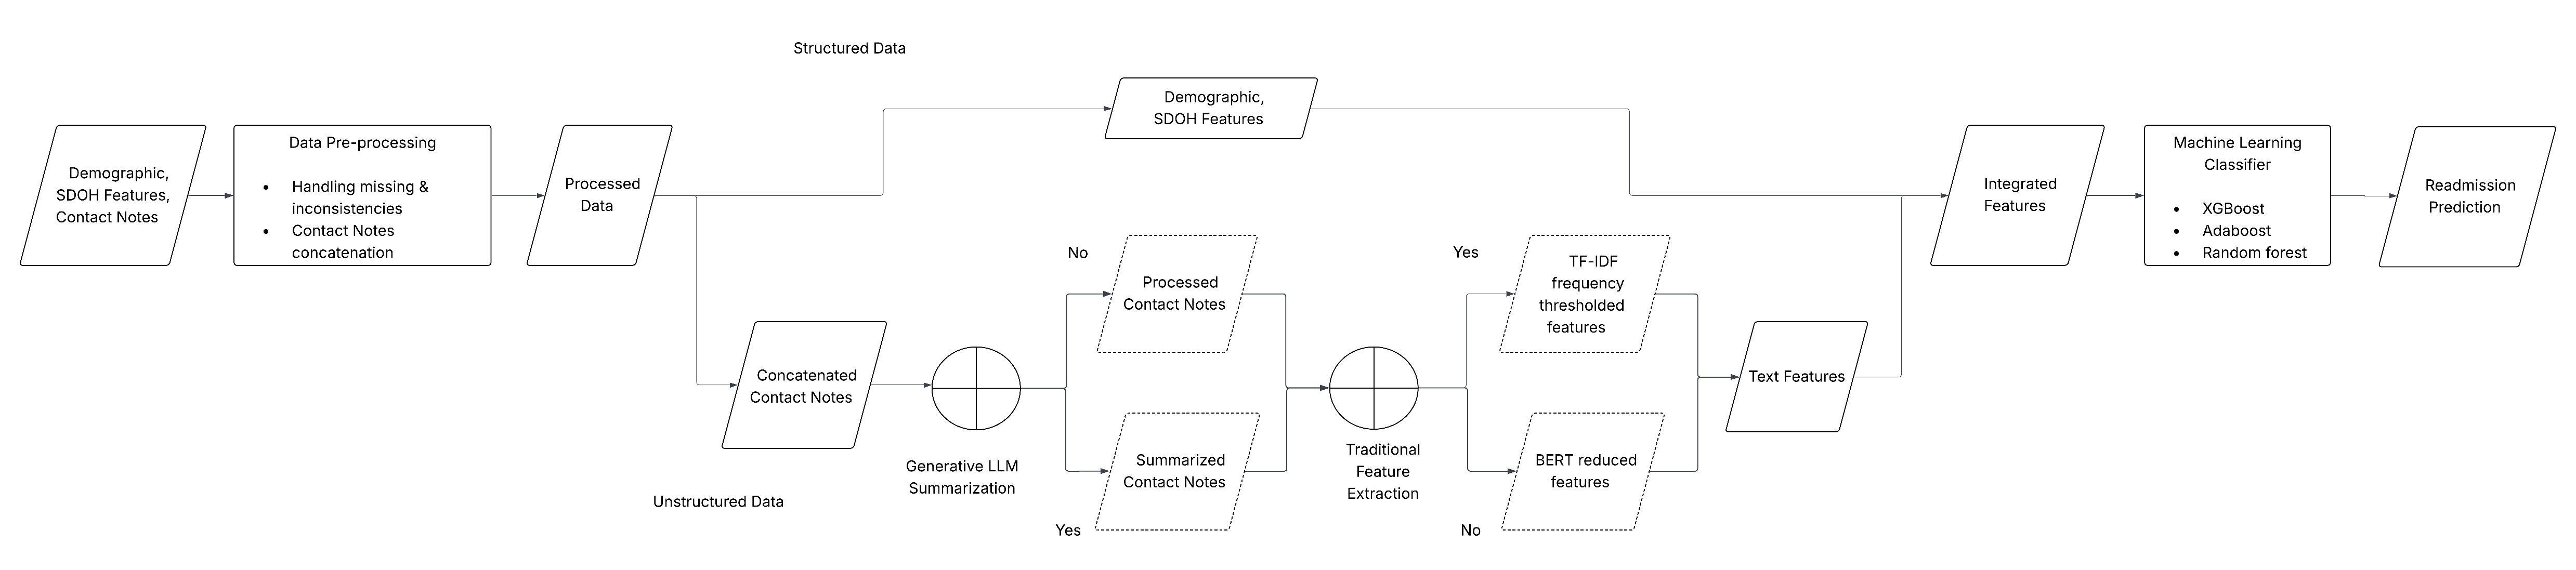 Structured Data
Demographic,
SDOH Features,
Contact Notes
Data Pre-processing
• Handling missing &
inconsistencies
• Contact Notes
concatenation
Processed
Data
Demographic,
SDOH Features
Unstructured Data
Concatenated
Contact Notes
Generative LLM
Summarization
No
Processed
Contact Notes
Yes
Summarized
Contact Notes
Traditional
Feature
Extraction
Yes
TF-IDF
frequency
thresholded
features
No
BERT reduced
features
Text Features
Integrated
Features
Machine Learning
Classifier
• XGBoost
• Adaboost
• Random forest
Readmission
Prediction